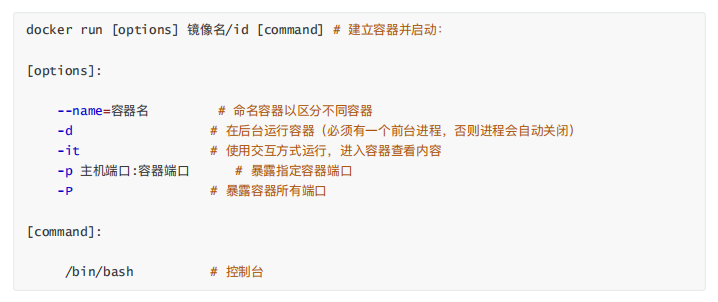 docker run [options] 镜像名/id [command] # 建立容器并启动：
[options]:
--name=容器名 # 命名容器以区分不同容器
-d # 在后台运行容器（必须有一个前台进程，否则进程会自动关闭）
-it # 使用交互方式运行，进入容器查看内容
-p 主机端口:容器端口 # 暴露指定容器端口
-P # 暴露容器所有端口
[command]:
/bin/bash # 控制台